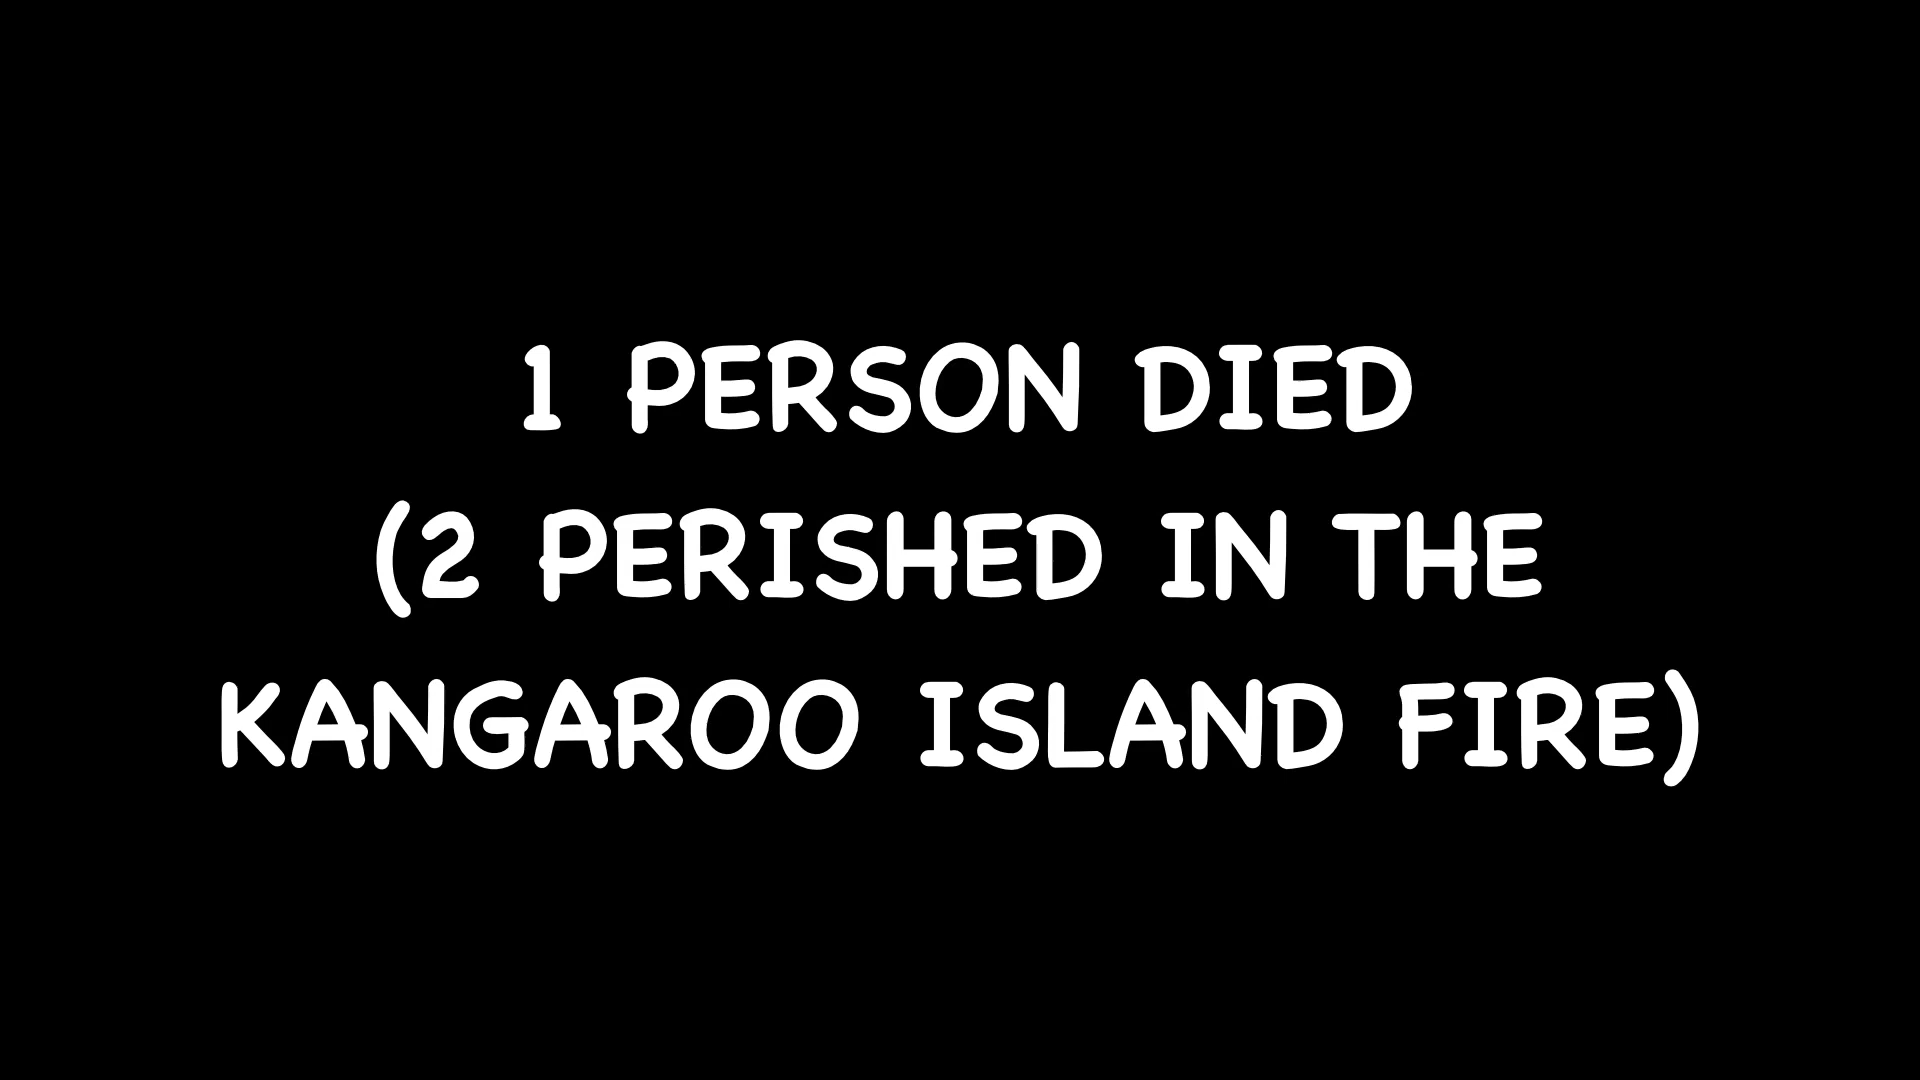 1 PERSON DIED
(2 PERISHED IN THE
KANGAROO ISLAND FIRE)